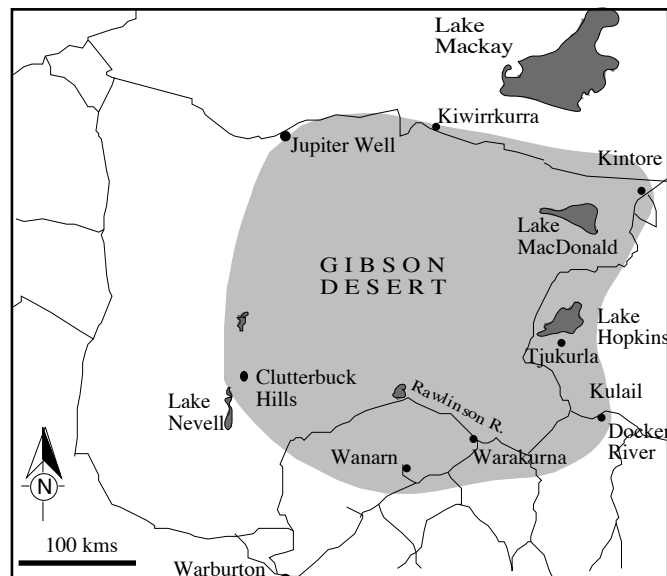 Lake
Mackay
Kiwirrkurra
Jupiter Well
Kintore
Lake
MacDonald
GIBSON
DESERT
Lake
Hopkins
Tjukurla
Clutterbuck
Hills
Kulail
Lake
Nevell
Rawlinson R.
Docker
River
Wanarn
Warakurna
N
100 kms
Warburton